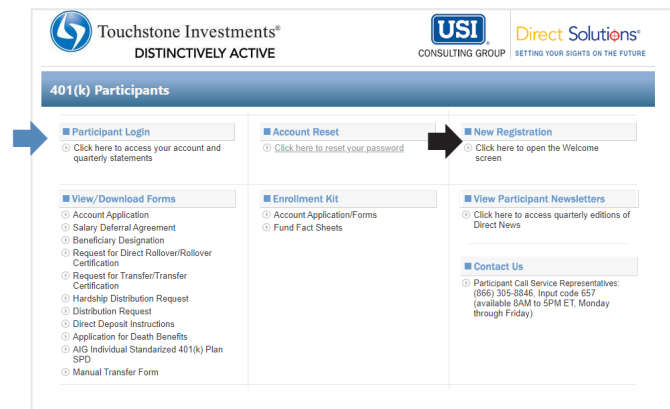 Touchstone Investments®
DISTINCTIVELY ACTIVE
USI
CONSULTING GROUP
Direct Solutions®
SETTING YOUR SIGHTS ON THE FUTURE
401(k) Participants
Participant Login
Click here to access your account and
quarterly statements
Account Reset
Click here to reset your password
New Registration
Click here to open the Welcome
screen
View/Download Forms
Account Application
Salary Deferral Agreement
Beneficiary Designation
Request for Direct Rollover/Rollover
Certification
Request for Transfer/Transfer
Certification
Hardship Distribution Request
Distribution Request
Direct Deposit Instructions
Application for Death Benefits
AIG Individual Standarized 401(k) Plan
SPD
Manual Transfer Form
Enrollment Kit
Account Application/Forms
Fund Fact Sheets
View Participant Newsletters
Click here to access quarterly editions of
Direct News
Contact Us
Participant Call Service Representatives:
(866) 305-8846, Input code 657
(available 8AM to 5PM ET, Monday
through Friday)